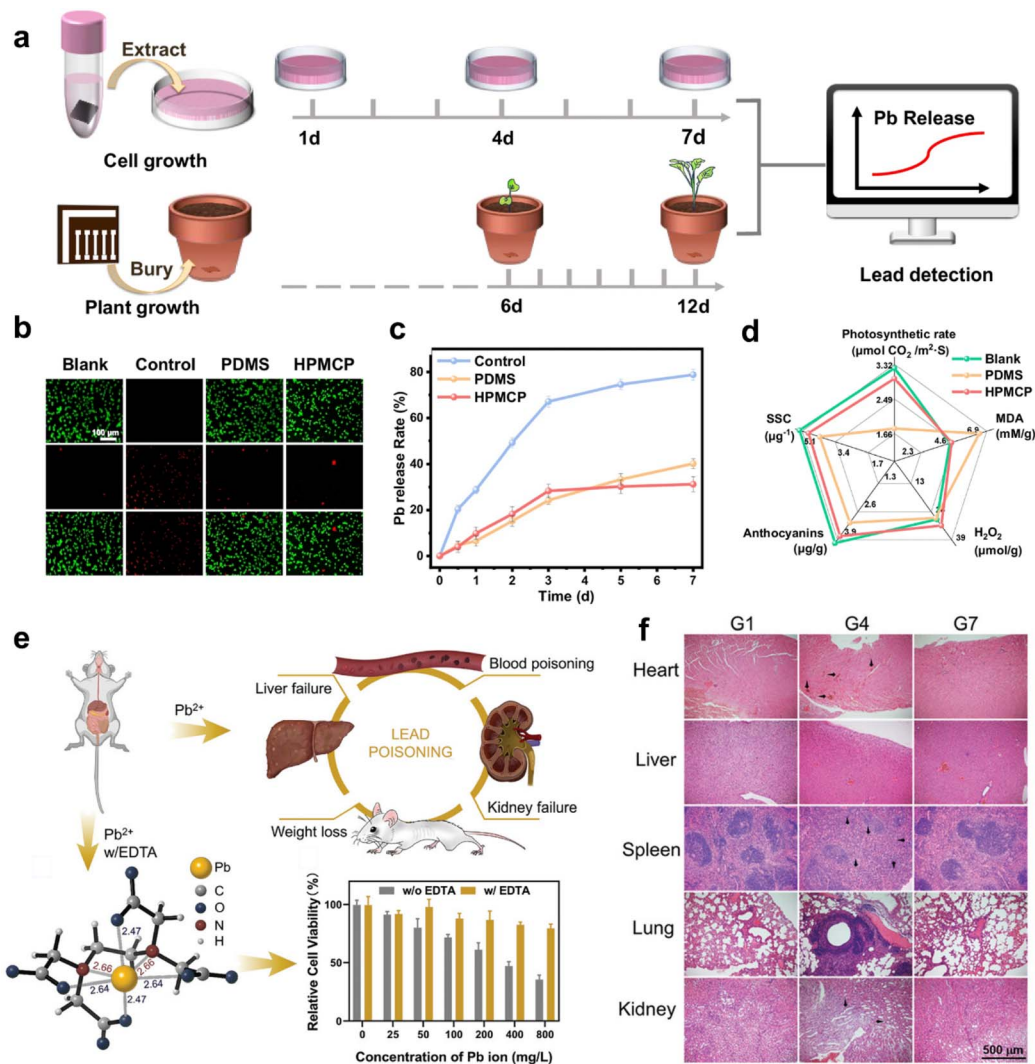 a
Extract
Cell growth
1d
4d
7d
Bury
Plant growth
6d
12d
Pb Release
Lead detection
b
Blank
Control
PDMS
HPMCP
100 μm
c
Control
PDMS
HPMCP
Pb release Rate (%)
80
60
40
20
0
0
1
2
3
4
5
6
7
Time (d)
d
Photosynthetic rate
(μmol CO₂ /m²·S)
Blank
PDMS
HPMCP
3.32
2.49
1.66
MDA
(mM/g)
6.9
4.6
2.3
H₂O₂
(μmol/g)
39
13
Anthocyanins
(μg/g)
3.9
2.6
1.3
SSC
(μg⁻¹)
5.1
3.4
1.7
e
Pb²⁺
Liver failure
Blood poisoning
LEAD
POISONING
Weight loss
Kidney failure
Pb²⁺
w/EDTA
Pb
C
O
N
H
2.47
2.66
2.66
2.64
2.64
2.47
Relative Cell Viability (%)
w/o EDTA
w/ EDTA
100
50
0
0
25
50
100
200
400
800
Concentration of Pb ion (mg/L)
f
G1
G4
G7
Heart
Liver
Spleen
Lung
Kidney
500 μm